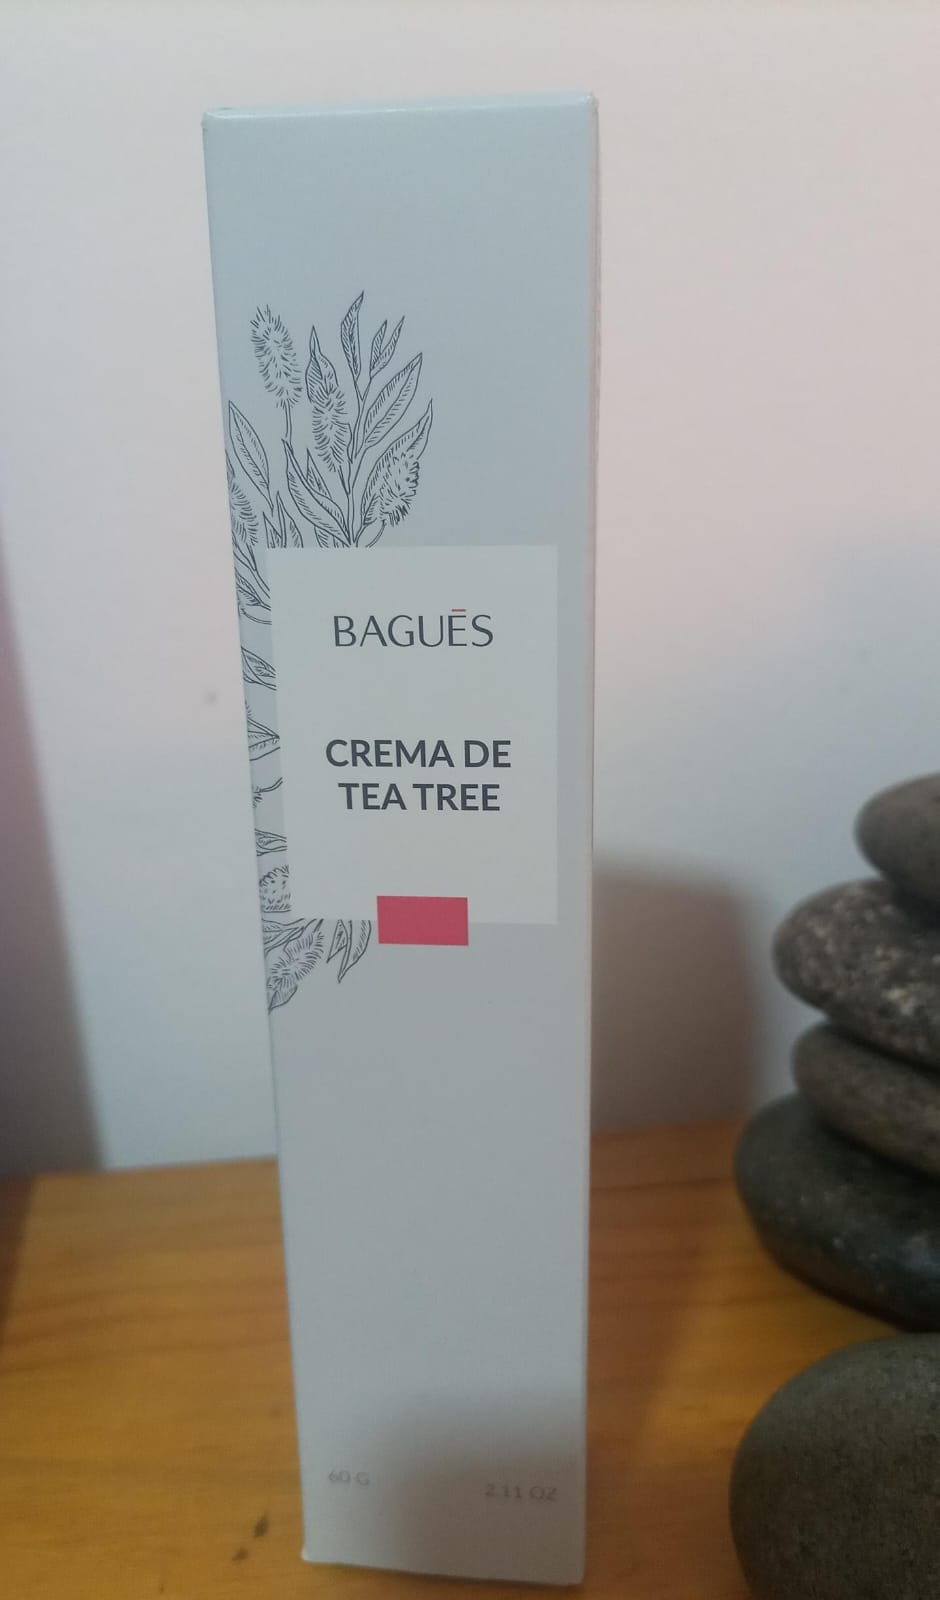 BAGUĒS
CREMA DE
TEA TREE
60 G
2.11 OZ